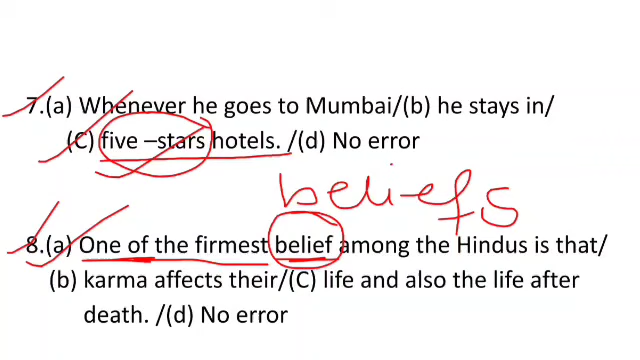 7.(a) Whenever he goes to Mumbai/(b) he stays in/
(C) five –stars hotels. /(d) No error
beliefs
8.(a) One of the firmest belief among the Hindus is that/
(b) karma affects their/(C) life and also the life after
death. /(d) No error